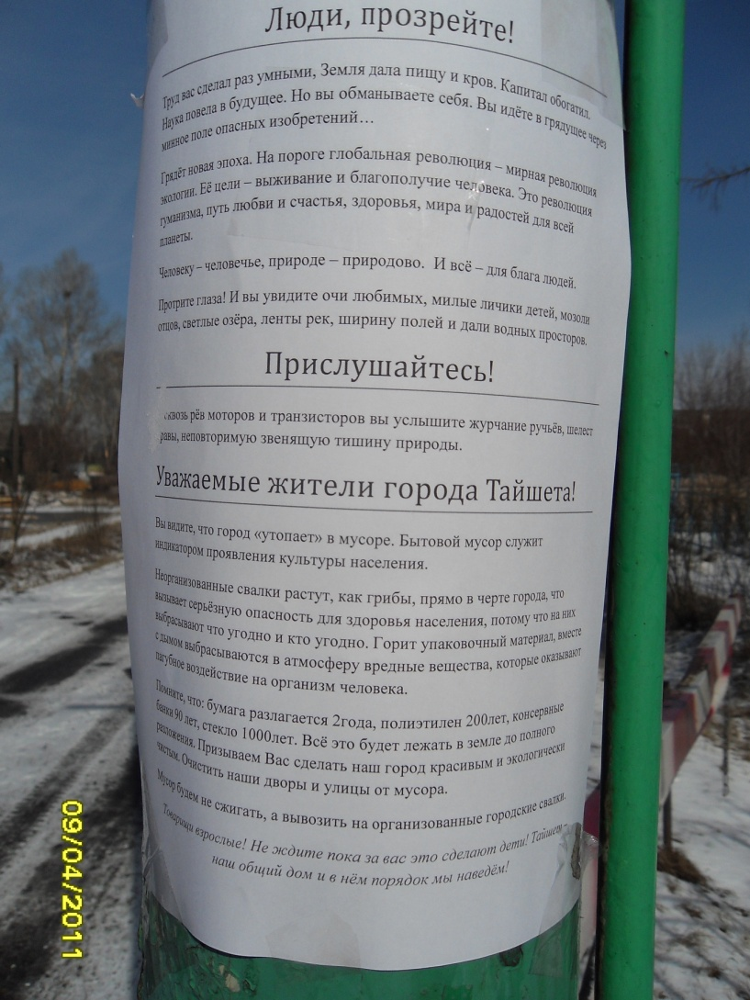 Люди, прозрейте!
Труд вас сделал раз умными, Земля дала пищу и кров. Капитал обогатил.
Наука повела в будущее. Но вы обманываете себя. Вы идёте в грядущее через
минное поле опасных изобретений…
Грядёт новая эпоха. На пороге глобальная революция – мирная революция
экологии. Её цели – выживание и благополучие человека. Это революция
гуманизма, путь любви и счастья, здоровья, мира и радостей для всей
планеты.
Человеку – человечье, природе – природово. И всё – для блага людей.
Протрите глаза! И вы увидите очи любимых, милые личики детей, мозоли
отцов, светлые озёра, ленты рек, ширину полей и дали водных просторов.
Прислушайтесь!
сквозь рёв моторов и транзисторов вы услышите журчание ручьёв, шелест
равы, неповторимую звенящую тишину природы.
Уважаемые жители города Тайшета!
Вы видите, что город «утопает» в мусоре. Бытовой мусор служит
индикатором проявления культуры населения.
Неорганизованные свалки растут, как грибы, прямо в черте города, что
вызывает серьёзную опасность для здоровья населения, потому что на них
выбрасывают что угодно и кто угодно. Горит упаковочный материал, вместе
с дымом выбрасываются в атмосферу вредные вещества, которые оказывают
пагубное воздействие на организм человека.
Помните, что: бумага разлагается 2года, полиэтилен 200лет, консервные
банки 90 лет, стекло 1000лет. Всё это будет лежать в земле до полного
разложения. Призываем Вас сделать наш город красивым и экологически
чистым. Очистить наши дворы и улицы от мусора.
Мусор будем не сжигать, а вывозить на организованные городские свалки.
Товарищи взрослые! Не ждите пока за вас это сделают дети! Тайшет –
наш общий дом и в нём порядок мы наведём!
09/04/2011